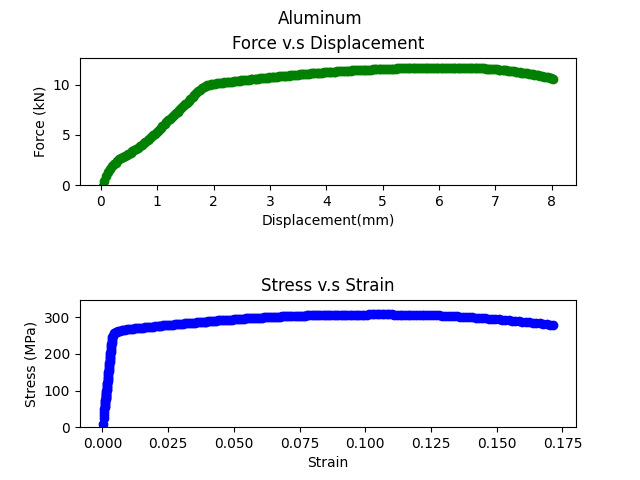 Aluminum
Force v.s Displacement
Force (kN)
10
5
0
0 1 2 3 4 5 6 7 8
Displacement(mm)
Stress v.s Strain
Stress (MPa)
300
200
100
0
0.000 0.025 0.050 0.075 0.100 0.125 0.150 0.175
Strain